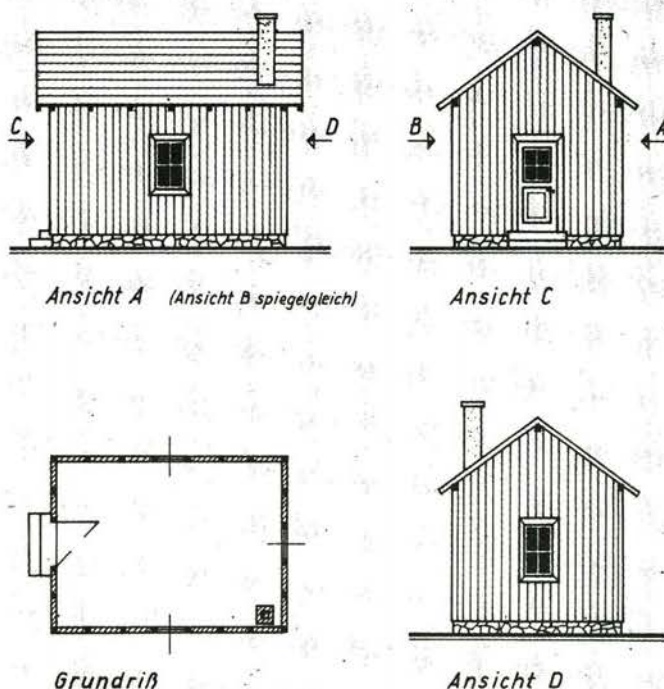 C D
B A
Ansicht A (Ansicht B spiegelgleich)
Ansicht C
Grundriß
Ansicht D